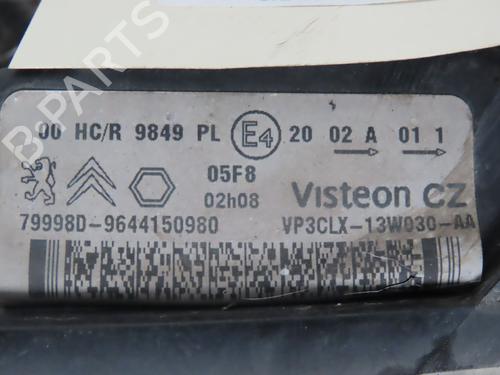 00 HC/R 9849 PL E4 20 02 A 01 1
05F8
02h08
Visteon CZ
79998D-9644150980
VP3CLX-13W030-AA
B-PARTS